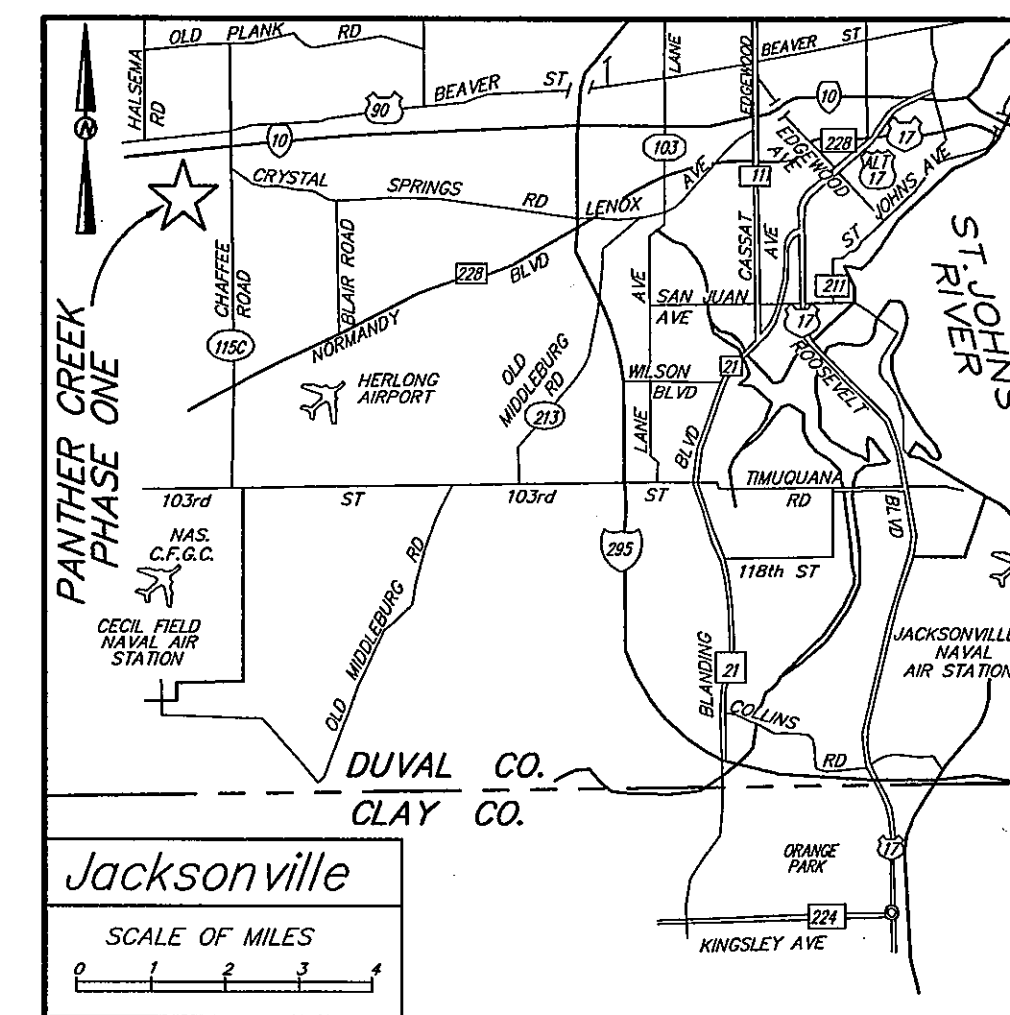 OLD PLANK RD
HALSEMA
RD
N
BEAVER ST
BEAVER ST
90
10
10
LANE
EDGEWOOD
103
11
228
17
ALT
17
EDGEWOOD
AVE
ST JOHNS AVE
CRYSTAL SPRINGS RD
LENOX AVE
CHAFFEE
ROAD
BLAIR ROAD
228
NORMANDY BLVD
115C
AVE
CASSAT
AVE
SAN JUAN
AVE
211
17
ST. JOHNS
RIVER
PANTHER CREEK
PHASE ONE
HERLONG
AIRPORT
OLD
MIDDLEBURG
RD
213
WILSON
BLVD
21
ROOSEVELT
BLVD
LANE
BLVD
TIMUQUANA
RD
103rd ST
103rd ST
NAS.
C.F.G.C.
295
118th ST
CECIL FIELD
NAVAL AIR
STATION
OLD MIDDLEBURG RD
JACKSONVILLE
NAVAL
AIR STATION
BLANDING
21
COLLINS
RD
DUVAL CO.
CLAY CO.
ORANGE
PARK
17
224
KINGSLEY AVE
Jacksonville
SCALE OF MILES
0 1 2 3 4